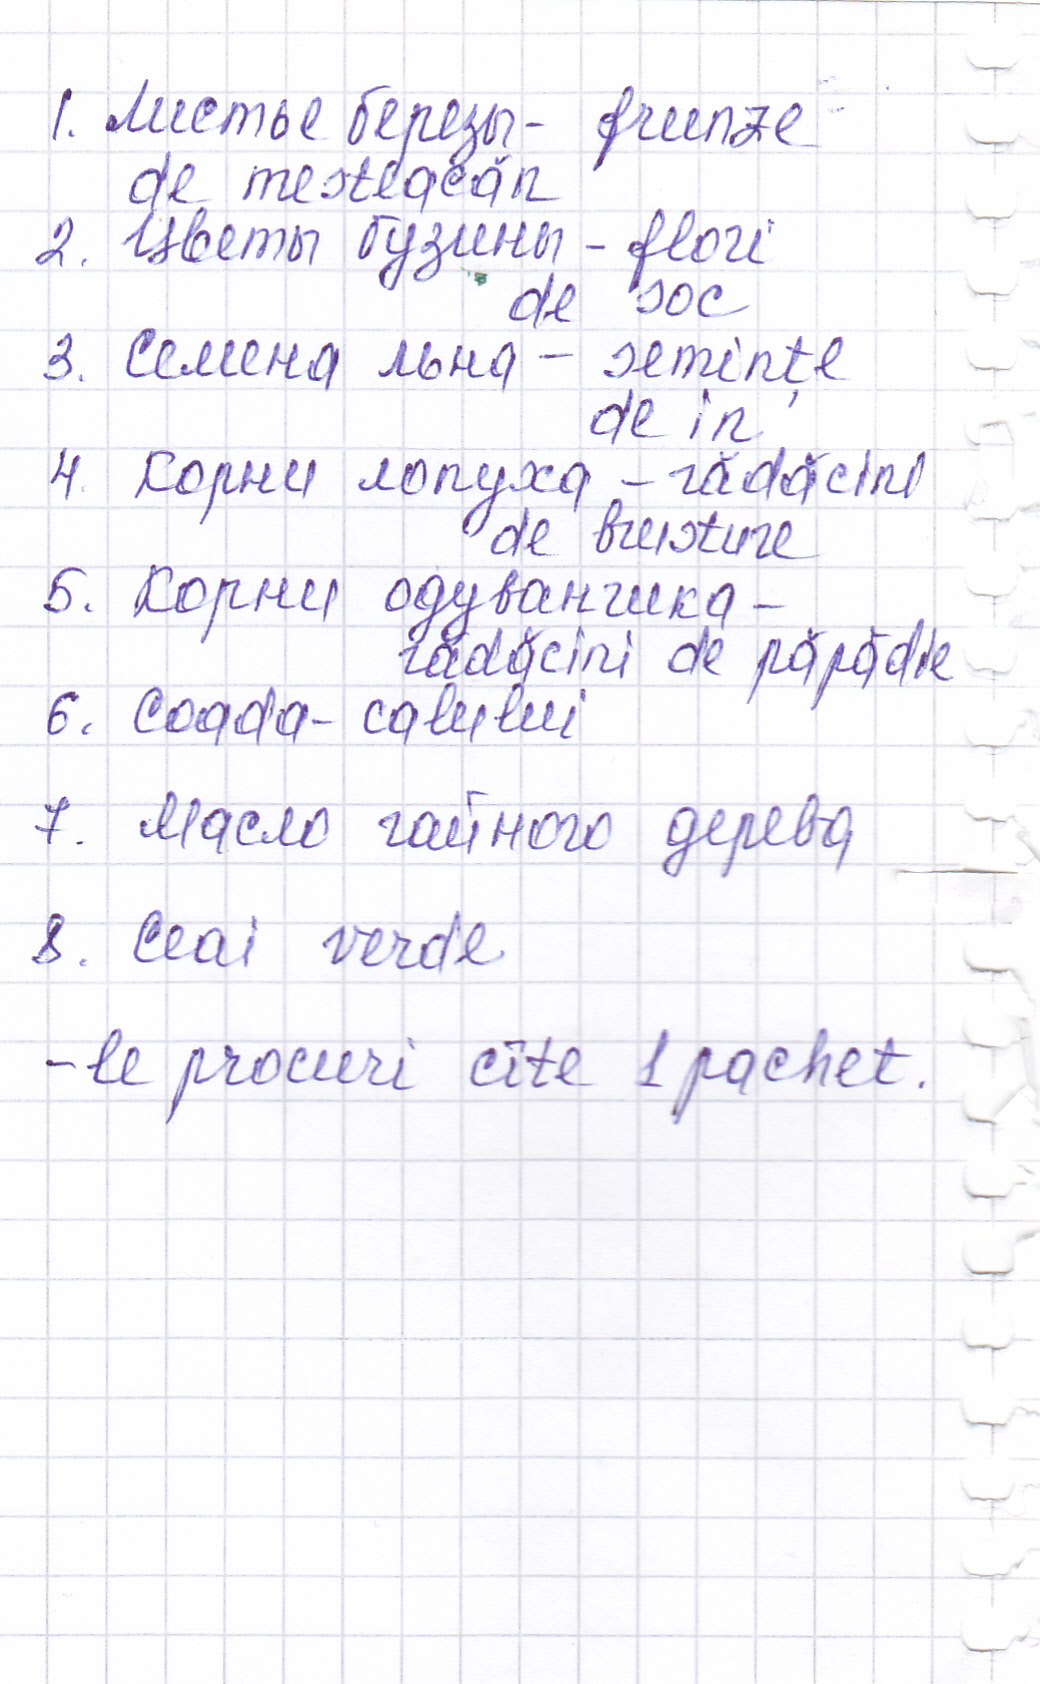 1. Листье березы - frunze
de mesteacăn
2. Цветы бузины - flori
de soc
3. Семена льна - semințe
de in
4. Корни лопуха - rădăcini
de brusture
5. Корни одуванчика -
rădăcini de păpădie
6. Coada - calului
7. Масло чайного дерева
8. Ceai verde
- le procuri cîte 1 pachet.